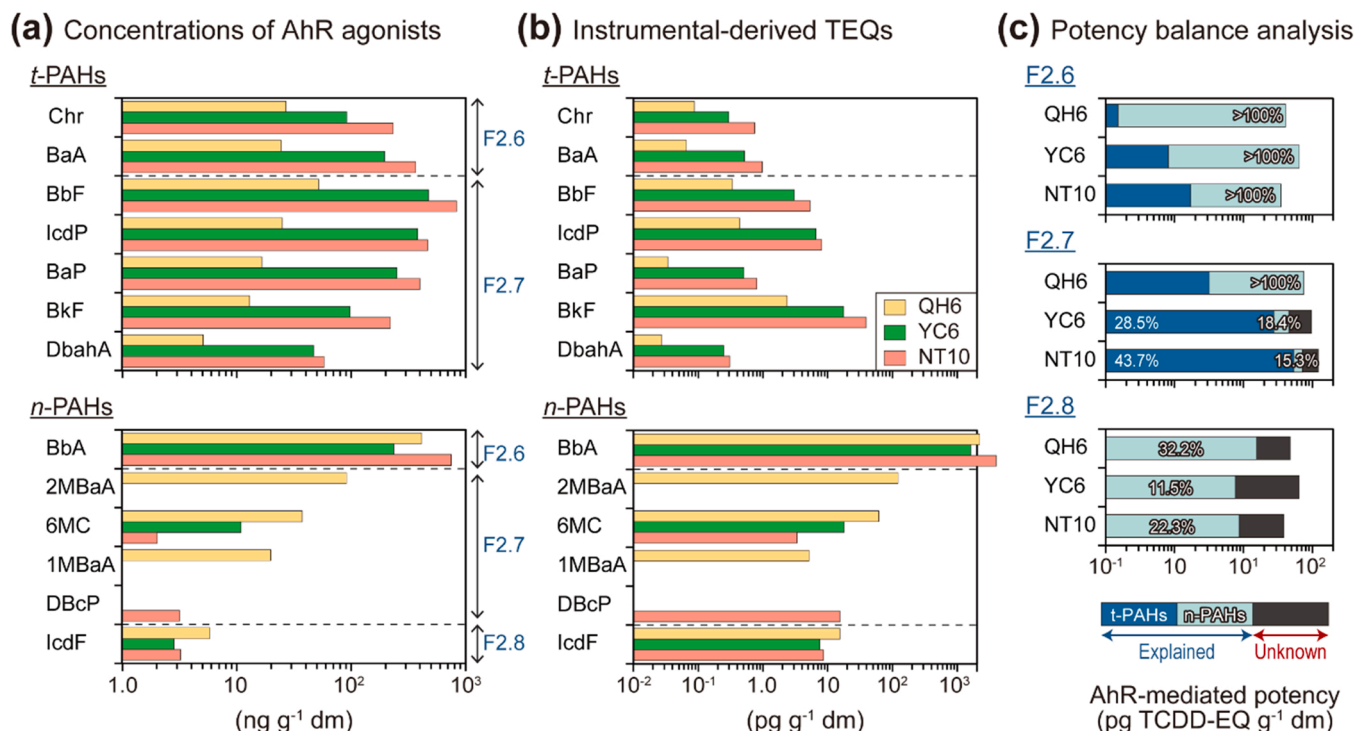 (a) Concentrations of AhR agonists
t-PAHs
Chr
BaA
BbF
IcdP
BaP
BkF
DbahA
F2.6
F2.7
n-PAHs
BbA
2MBaA
6MC
1MBaA
DBcP
IcdF
F2.6
F2.7
F2.8
1.0 10 10² 10³
(ng g⁻¹ dm)
(b) Instrumental-derived TEQs
t-PAHs
Chr
BaA
BbF
IcdP
BaP
BkF
DbahA
QH6
YC6
NT10
n-PAHs
BbA
2MBaA
6MC
1MBaA
DBcP
IcdF
10⁻² 10⁻¹ 1.0 10 10² 10³
(pg g⁻¹ dm)
(c) Potency balance analysis
F2.6
QH6 >100%
YC6 >100%
NT10 >100%
F2.7
QH6 >100%
YC6 28.5% 18.4%
NT10 43.7% 15.3%
F2.8
QH6 32.2%
YC6 11.5%
NT10 22.3%
10⁻¹ 10⁰ 10¹ 10²
t-PAHs n-PAHs
Explained Unknown
AhR-mediated potency
(pg TCDD-EQ g⁻¹ dm)